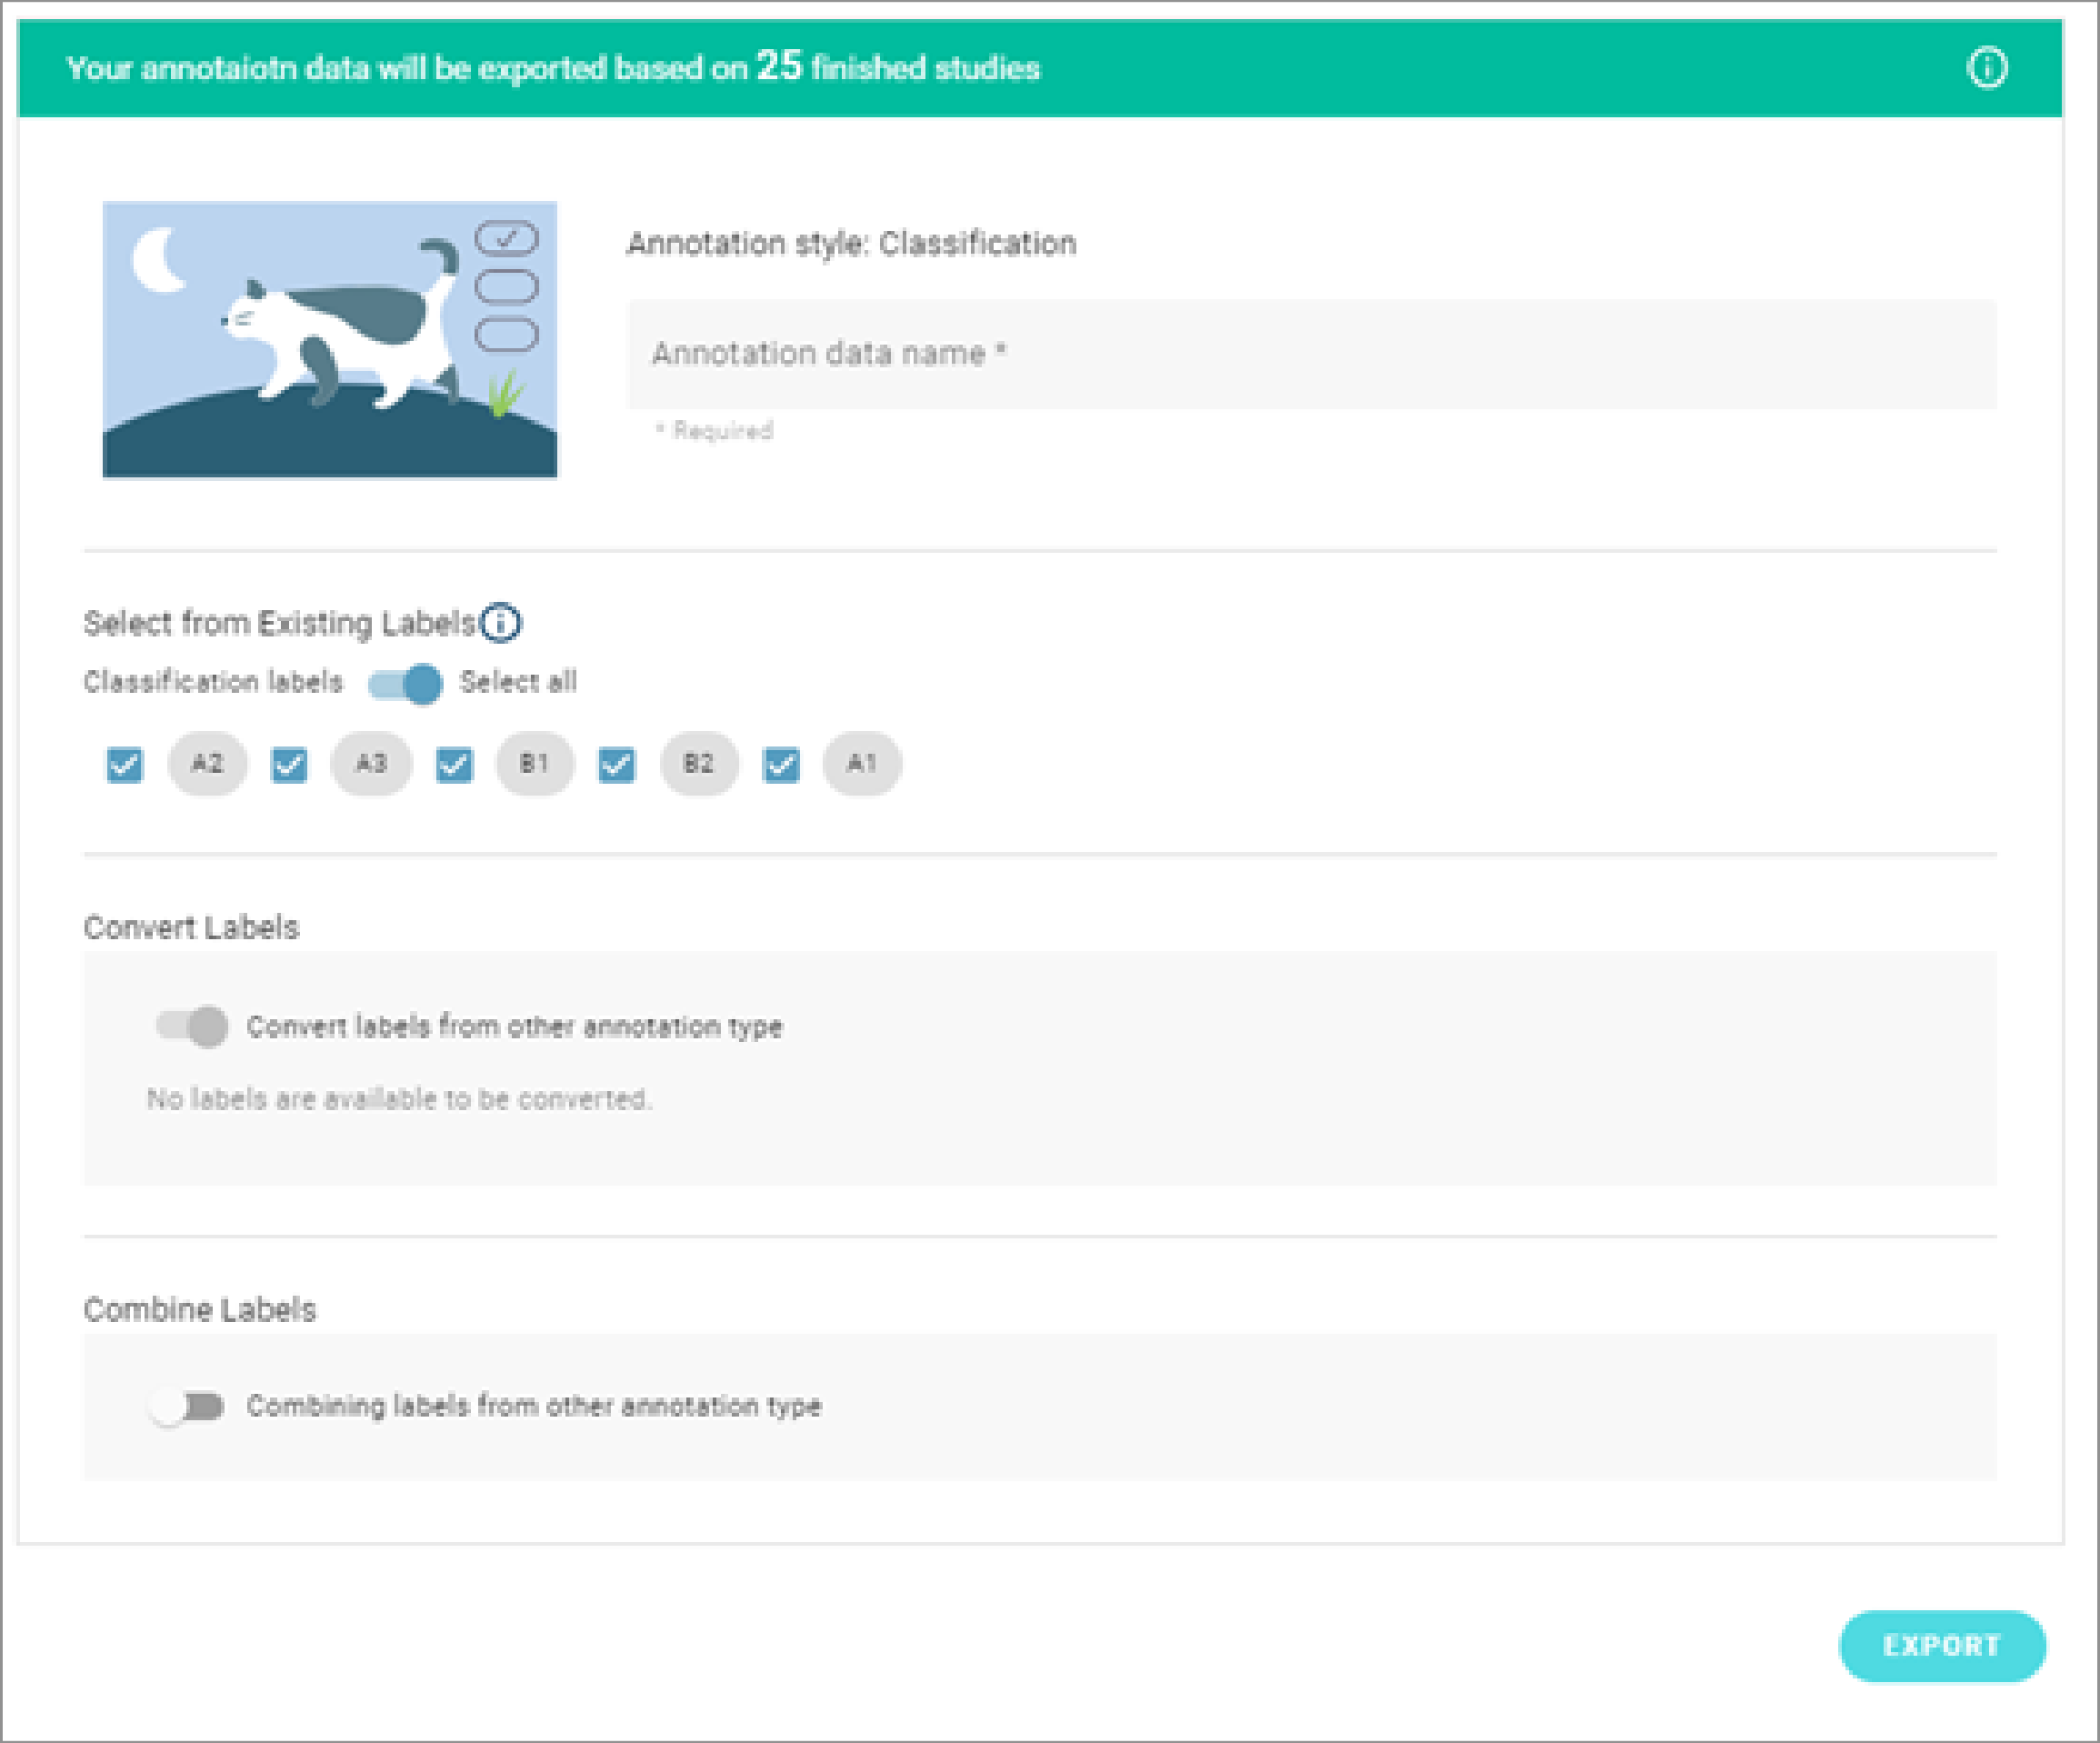 Your annotaiotn data will be exported based on 25 finished studies
Annotation style: Classification
Annotation data name *
* Required
Select from Existing Labels
Classification labels Select all
A2 A3 B1 B2 A1
Convert Labels
Convert labels from other annotation type
No labels are available to be converted.
Combine Labels
Combining labels from other annotation type
EXPORT